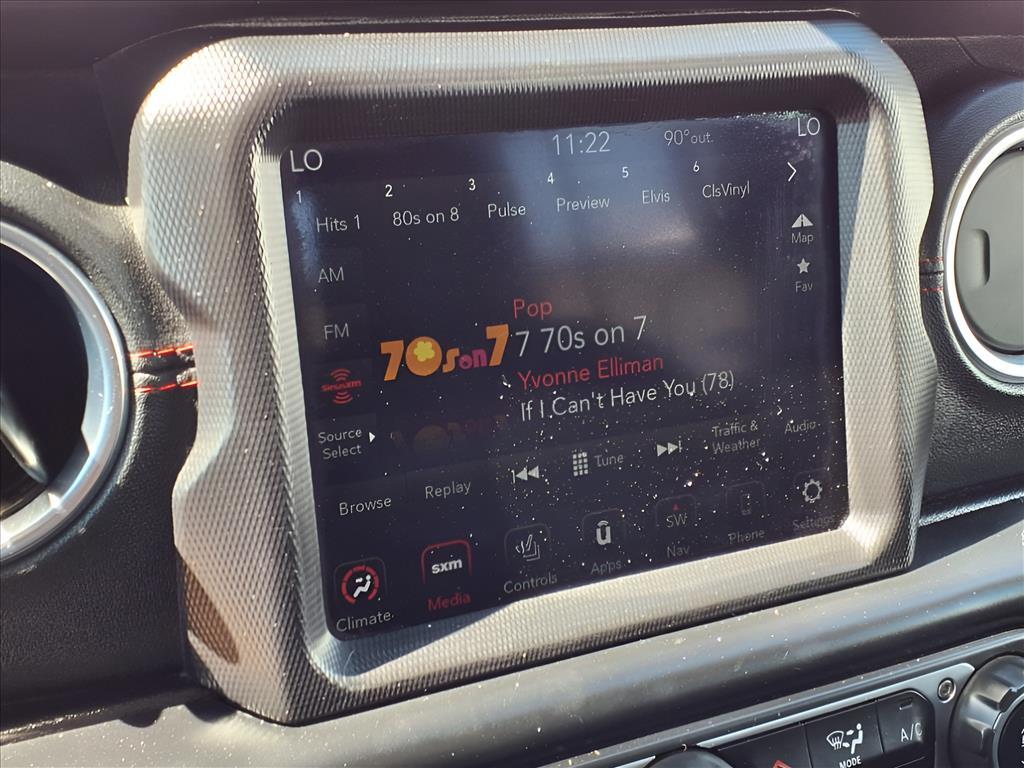 LO
11:22
90° out.
LO
1
2
3
4
5
6
Hits 1
80s on 8
Pulse
Preview
Elvis
ClsVinyl
AM
Map
Fav
FM
Pop
70s on 7
7 70s on 7
SiriusXM
Yvonne Elliman
If I Can't Have You (78)
Source
Select
Browse
Replay
Tune
Traffic &
Weather
Audio
sxm
SW
Climate
Media
Controls
Apps
Nav
Phone
Settings
MODE
A/C